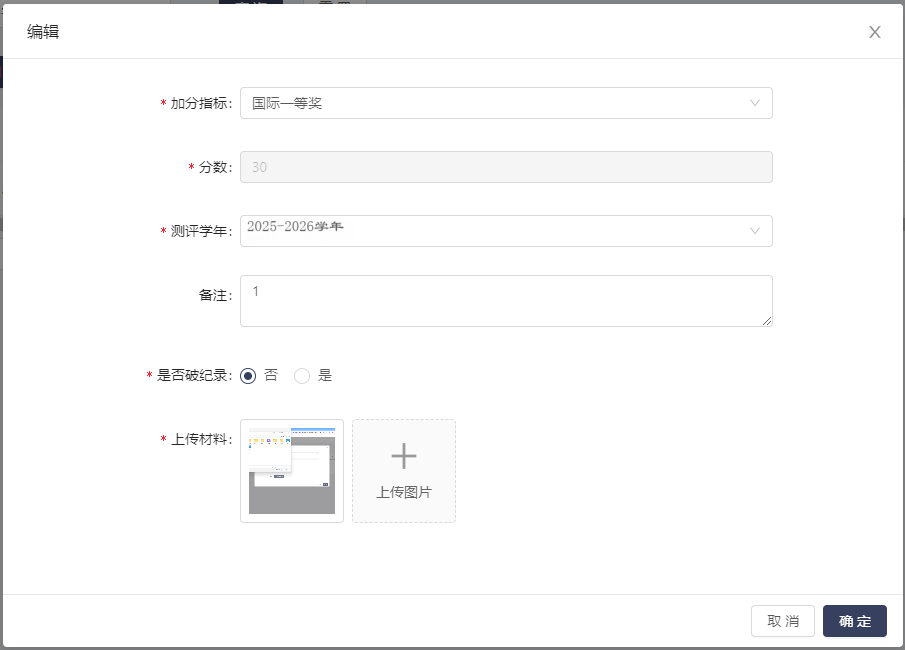 编辑
* 加分指标: 国际一等奖
* 分数: 30
* 测评学年: 2025-2026学年
备注: 1
* 是否破纪录: 否 是
* 上传材料:
上传图片
取 消 确 定